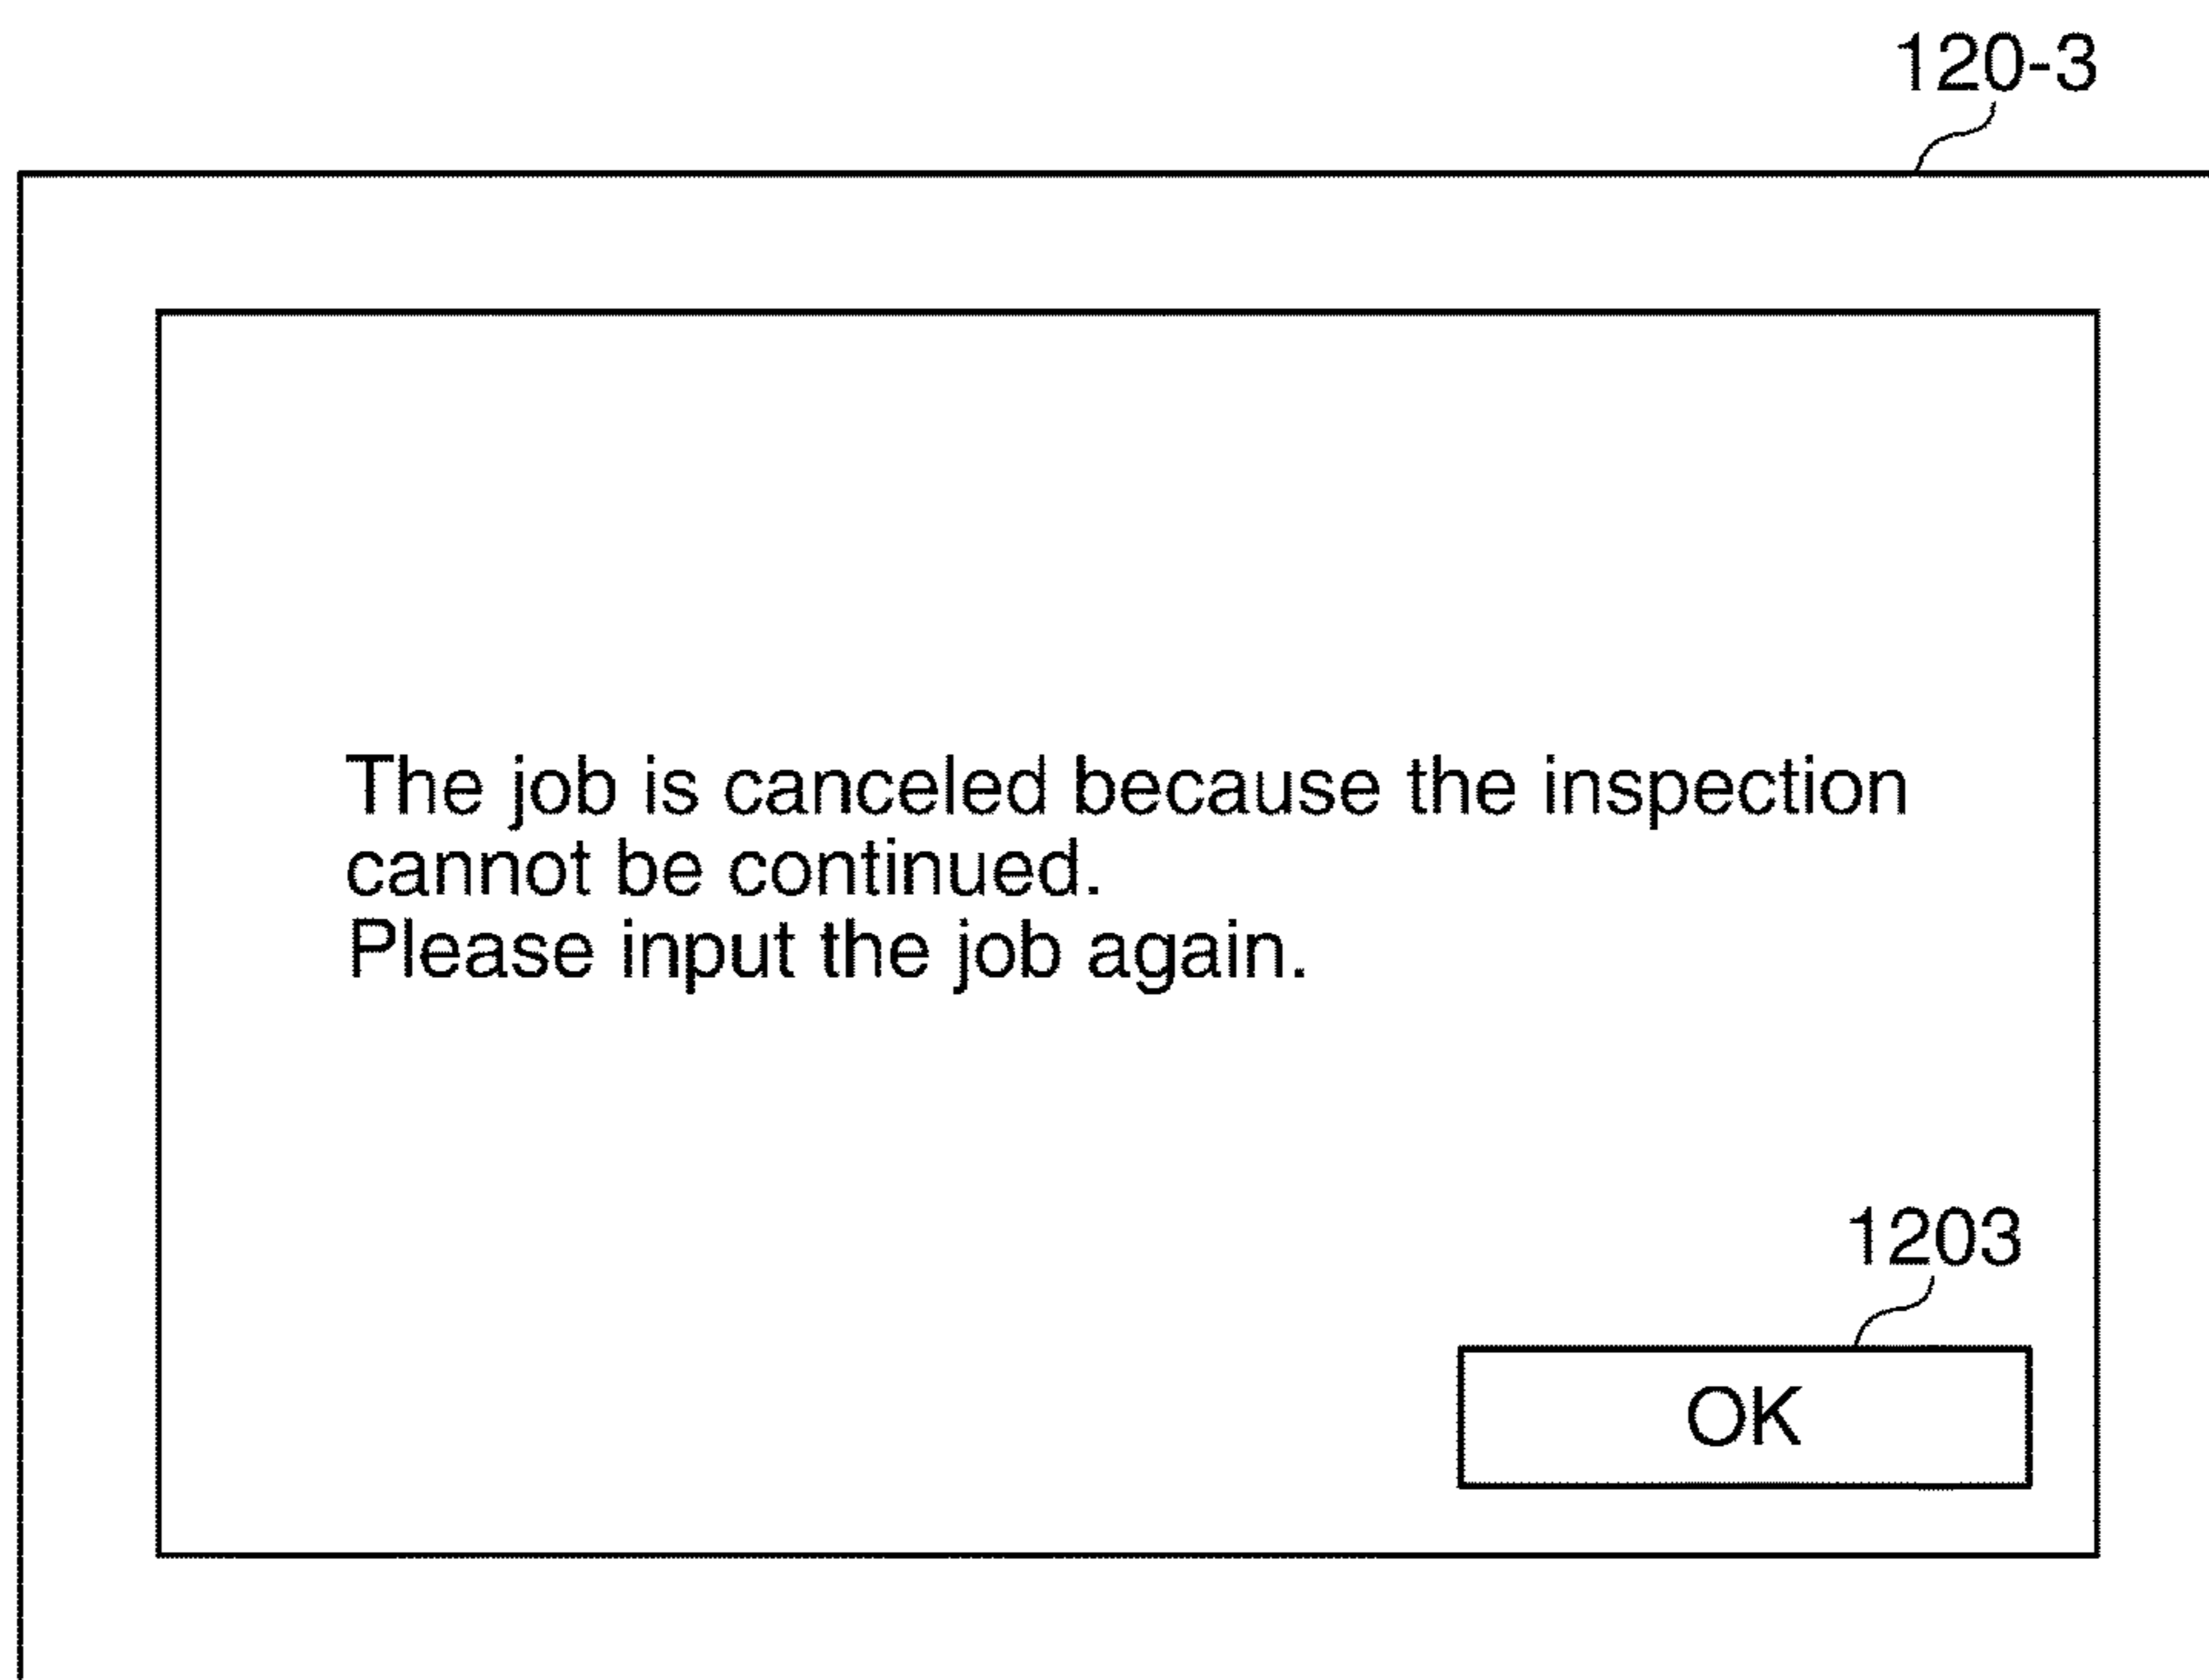 120-3
The job is canceled because the inspection
cannot be continued.
Please input the job again.
1203
OK